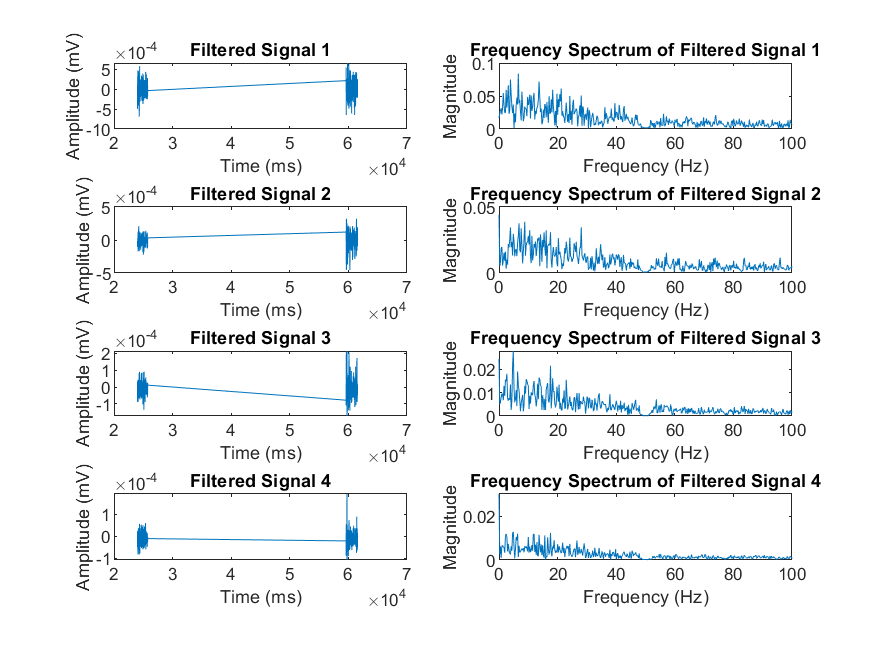 ×10-4 Filtered Signal 1
Amplitude (mV)
5
0
-5
-10
2 3 4 5 6 7
Time (ms) ×104
Frequency Spectrum of Filtered Signal 1
Magnitude
0.1
0.05
0
0 20 40 60 80 100
Frequency (Hz)
×10-4 Filtered Signal 2
Amplitude (mV)
5
0
-5
2 3 4 5 6 7
Time (ms) ×104
Frequency Spectrum of Filtered Signal 2
Magnitude
0.05
0
0 20 40 60 80 100
Frequency (Hz)
×10-4 Filtered Signal 3
Amplitude (mV)
2
1
0
-1
2 3 4 5 6 7
Time (ms) ×104
Frequency Spectrum of Filtered Signal 3
Magnitude
0.02
0.01
0
0 20 40 60 80 100
Frequency (Hz)
×10-4 Filtered Signal 4
Amplitude (mV)
1
0
-1
2 3 4 5 6 7
Time (ms) ×104
Frequency Spectrum of Filtered Signal 4
Magnitude
0.02
0
0 20 40 60 80 100
Frequency (Hz)